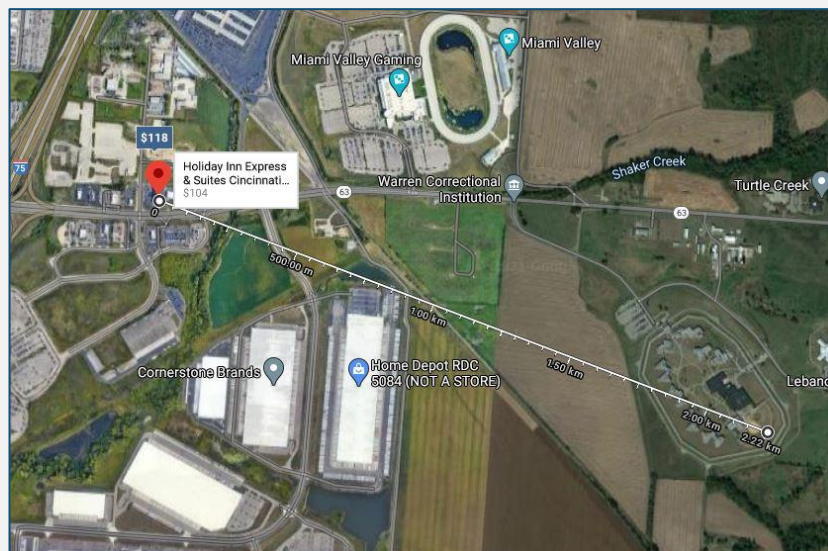 Miami Valley
Miami Valley Gaming
$118
75
Holiday Inn Express
& Suites Cincinnati...
$104
63
Warren Correctional
Institution
Shaker Creek
Turtle Creek
63
0
500.00 m
1.00 km
1.50 km
2.00 km
2.22 km
Cornerstone Brands
Home Depot RDC
5084 (NOT A STORE)
Leban